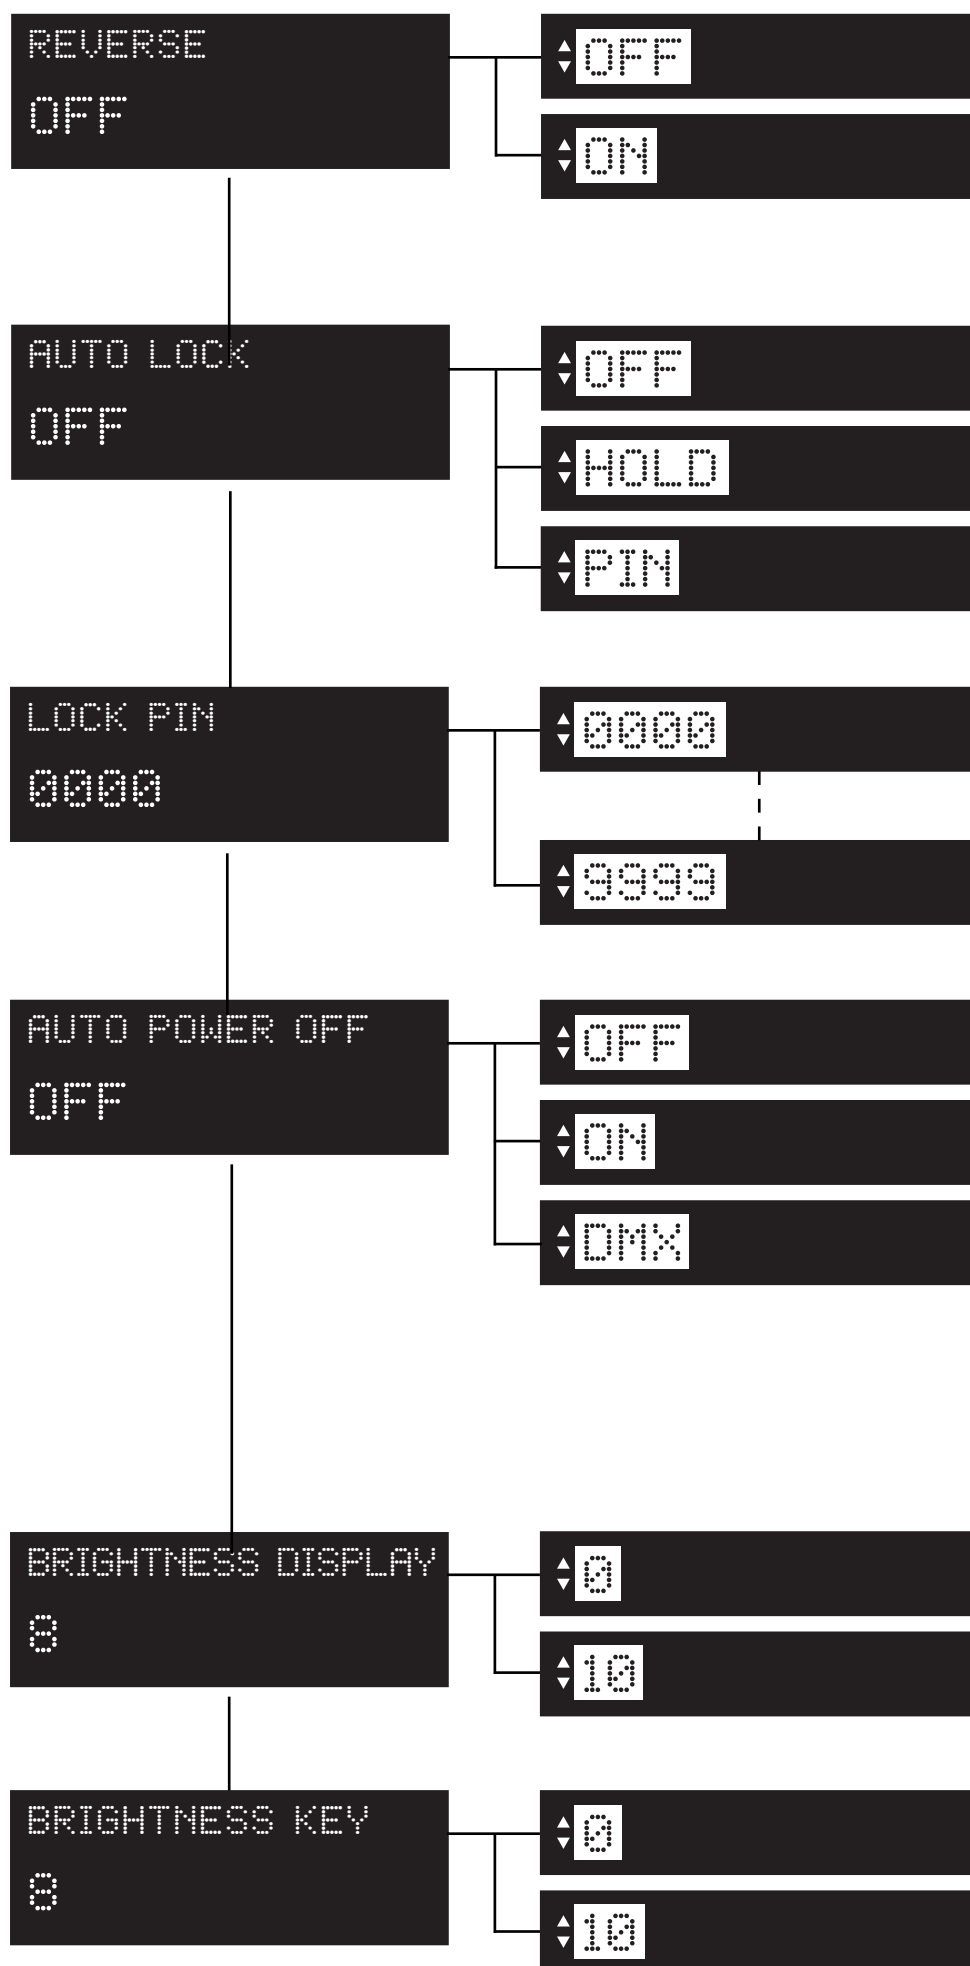 REVERSE
OFF
OFF
ON
AUTO LOCK
OFF
OFF
HOLD
PIN
LOCK PIN
0000
0000
9999
AUTO POWER OFF
OFF
OFF
ON
DMX
BRIGHTNESS DISPLAY
8
0
10
BRIGHTNESS KEY
8
0
10